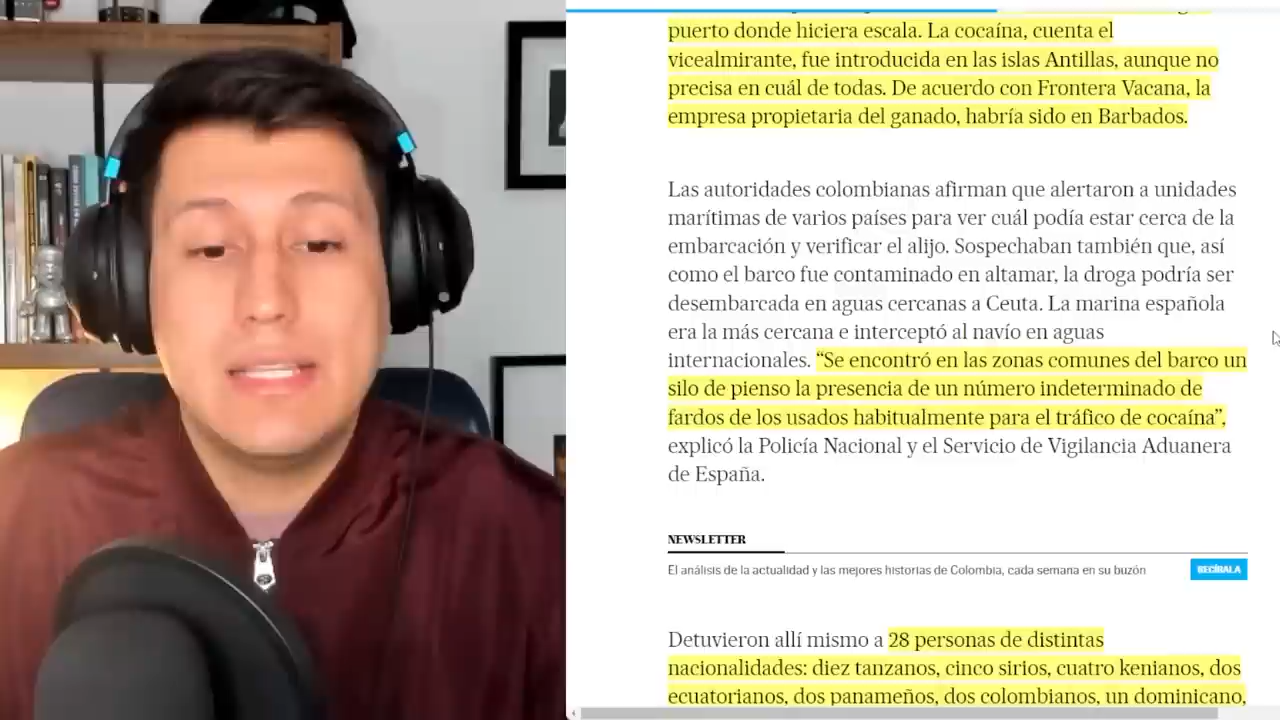 puerto donde hiciera escala. La cocaína, cuenta el
vicealmirante, fue introducida en las islas Antillas, aunque no
precisa en cuál de todas. De acuerdo con Frontera Vacana, la
empresa propietaria del ganado, habría sido en Barbados.
Las autoridades colombianas afirman que alertaron a unidades
marítimas de varios países para ver cuál podía estar cerca de la
embarcación y verificar el alijo. Sospechaban también que, así
como el barco fue contaminado en altamar, la droga podría ser
desembarcada en aguas cercanas a Ceuta. La marina española
era la más cercana e interceptó al navío en aguas
internacionales. “Se encontró en las zonas comunes del barco un
silo de pienso la presencia de un número indeterminado de
fardos de los usados habitualmente para el tráfico de cocaína”,
explicó la Policía Nacional y el Servicio de Vigilancia Aduanera
de España.
NEWSLETTER
El análisis de la actualidad y las mejores historias de Colombia, cada semana en su buzón
RECÍBALA
Detuvieron allí mismo a 28 personas de distintas
nacionalidades: diez tanzanos, cinco sirios, cuatro kenianos, dos
ecuatorianos, dos panameños, dos colombianos, un dominicano,